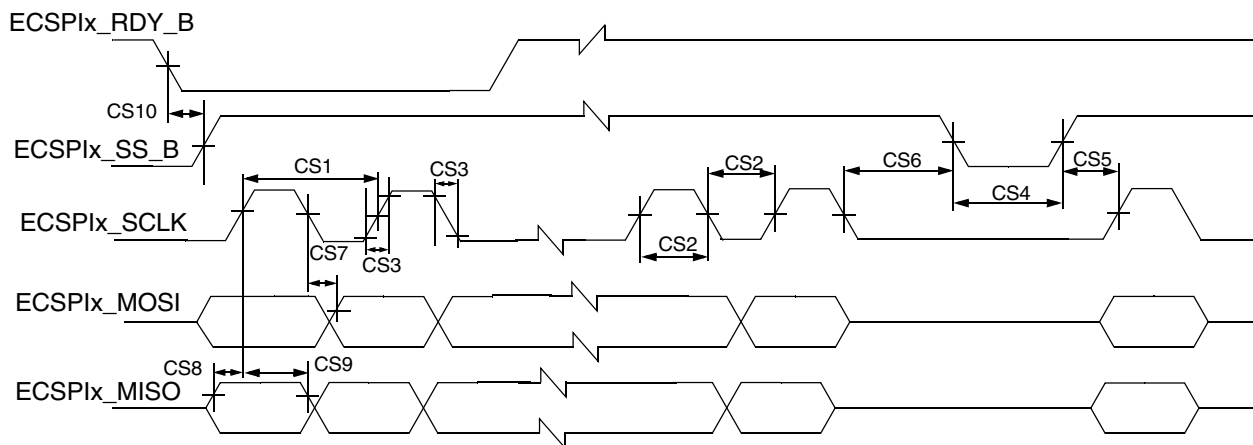 ECSPIx_RDY_B
CS10
ECSPIx_SS_B
CS1
CS3
CS2
CS6
CS5
CS4
ECSPIx_SCLK
CS7
CS3
CS2
ECSPIx_MOSI
CS8
CS9
ECSPIx_MISO